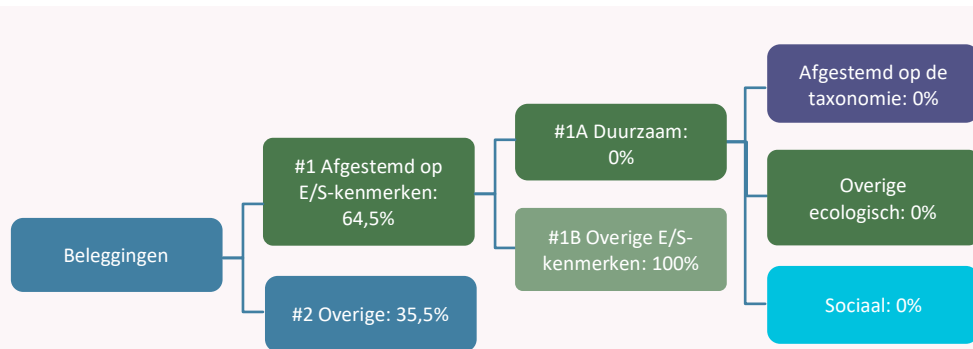 Beleggingen
#1 Afgestemd op
E/S-kenmerken:
64,5%
#2 Overige: 35,5%
#1A Duurzaam:
0%
#1B Overige E/S-
kenmerken: 100%
Afgestemd op de
taxonomie: 0%
Overige
ecologisch: 0%
Sociaal: 0%